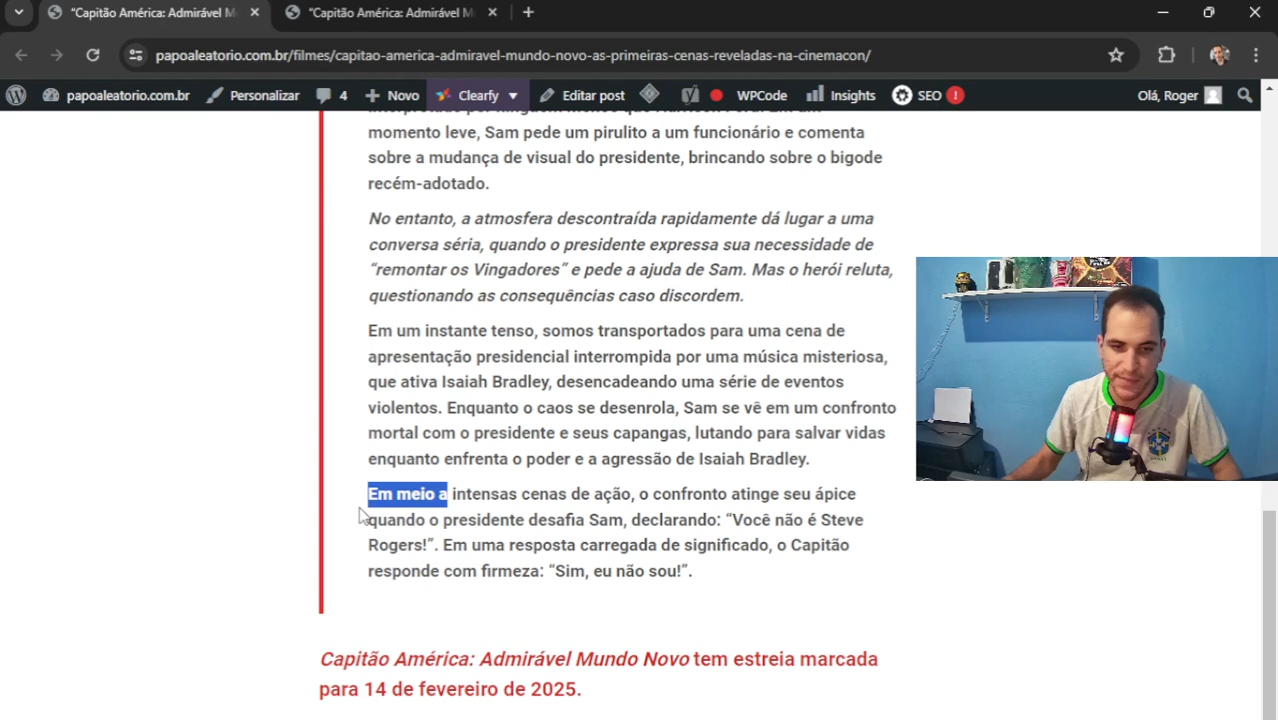 "Capitão América: Admirável M
"Capitão América: Admirável M
papoaleatorio.com.br/filmes/capitao-america-admiravel-mundo-novo-as-primeiras-cenas-reveladas-na-cinemacon/
papoaleatorio.com.br Personalizar 4 Novo Clearfy Editar post WPCode Insights SEO ! Olá, Roger
momento leve, Sam pede um pirulito a um funcionário e comenta
sobre a mudança de visual do presidente, brincando sobre o bigode
recém-adotado.
No entanto, a atmosfera descontraída rapidamente dá lugar a uma
conversa séria, quando o presidente expressa sua necessidade de
“remontar os Vingadores” e pede a ajuda de Sam. Mas o herói reluta,
questionando as consequências caso discordem.
Em um instante tenso, somos transportados para uma cena de
apresentação presidencial interrompida por uma música misteriosa,
que ativa Isaiah Bradley, desencadeando uma série de eventos
violentos. Enquanto o caos se desenrola, Sam se vê em um confronto
mortal com o presidente e seus capangas, lutando para salvar vidas
enquanto enfrenta o poder e a agressão de Isaiah Bradley.
Em meio a intensas cenas de ação, o confronto atinge seu ápice
quando o presidente desafia Sam, declarando: “Você não é Steve
Rogers!”. Em uma resposta carregada de significado, o Capitão
responde com firmeza: “Sim, eu não sou!”.
Capitão América: Admirável Mundo Novo tem estreia marcada
para 14 de fevereiro de 2025.